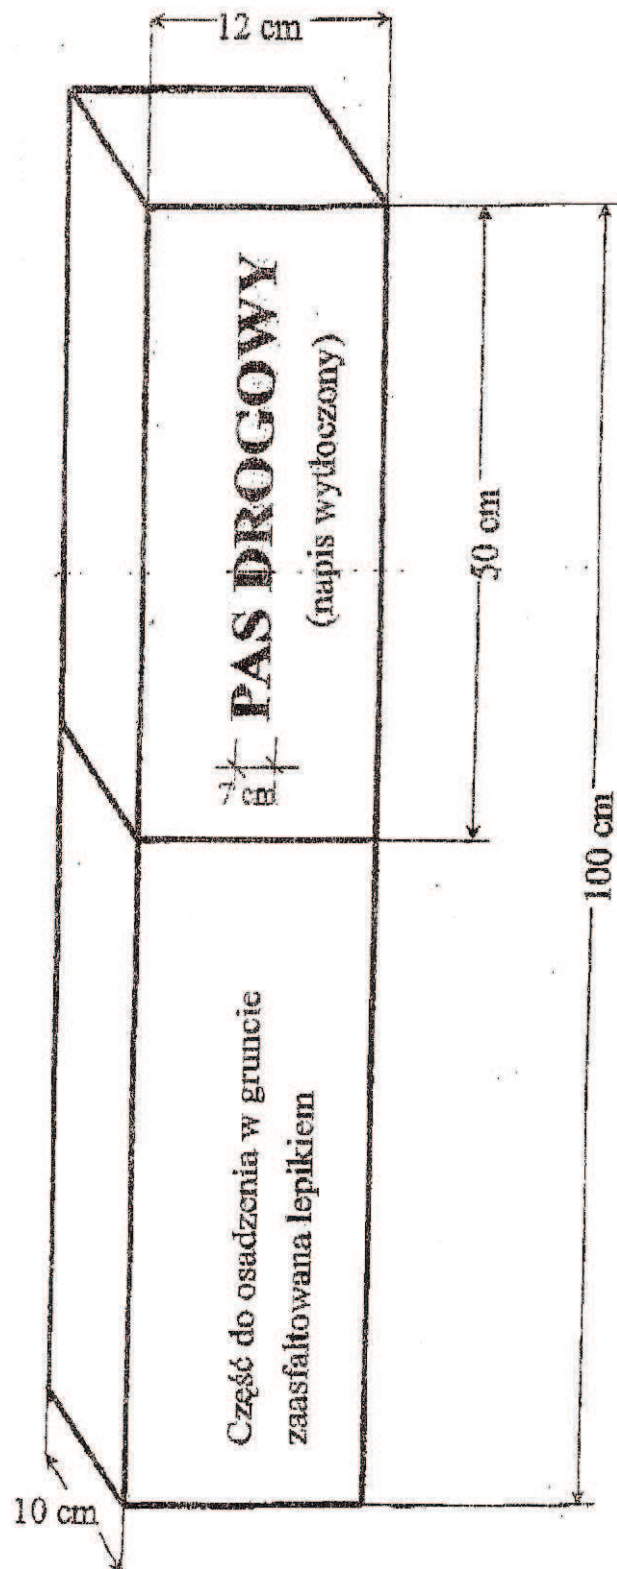 12 cm
PAS DROGOWY
(napis wytłoczony)
7 cm
50 cm
100 cm
Część do osadzenia w gruncie
zaasfaltowana lepikiem
10 cm